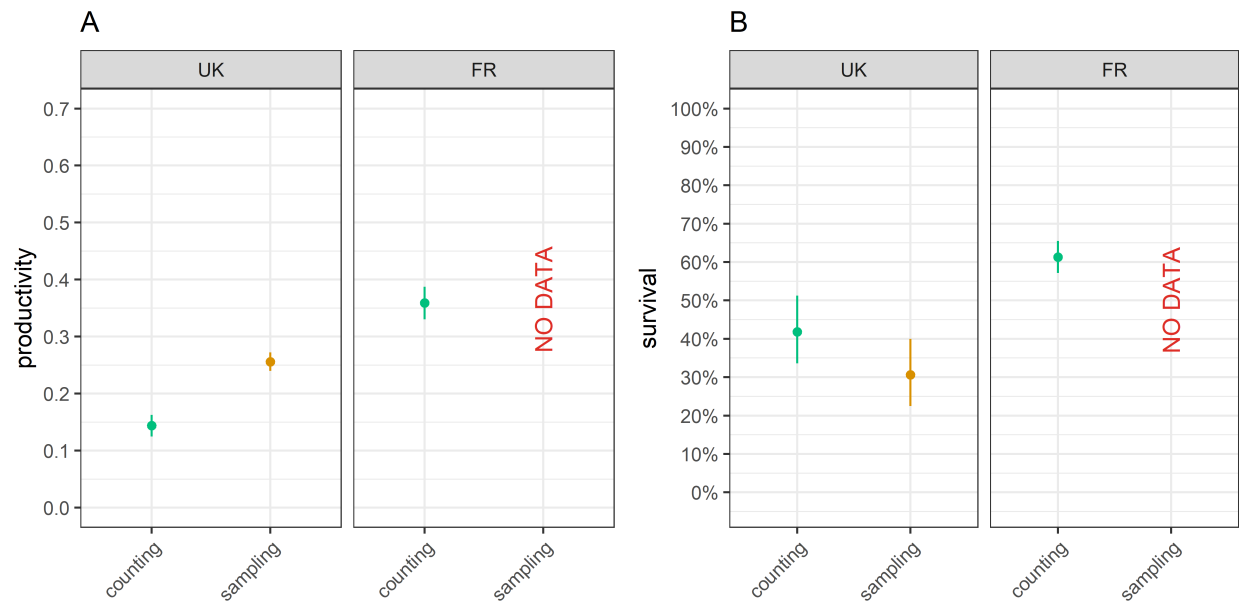 A
UK
FR
productivity
0.7
0.6
0.5
0.4
0.3
0.2
0.1
0.0
NO DATA
counting
sampling
counting
sampling
B
UK
FR
survival
100%
90%
80%
70%
60%
50%
40%
30%
20%
10%
0%
NO DATA
counting
sampling
counting
sampling